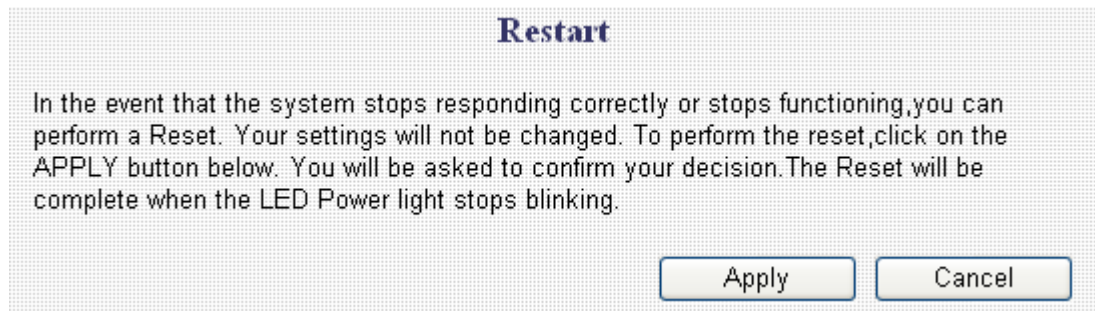 Restart
In the event that the system stops responding correctly or stops functioning,you can
perform a Reset. Your settings will not be changed. To perform the reset,click on the
APPLY button below. You will be asked to confirm your decision.The Reset will be
complete when the LED Power light stops blinking.
Apply Cancel